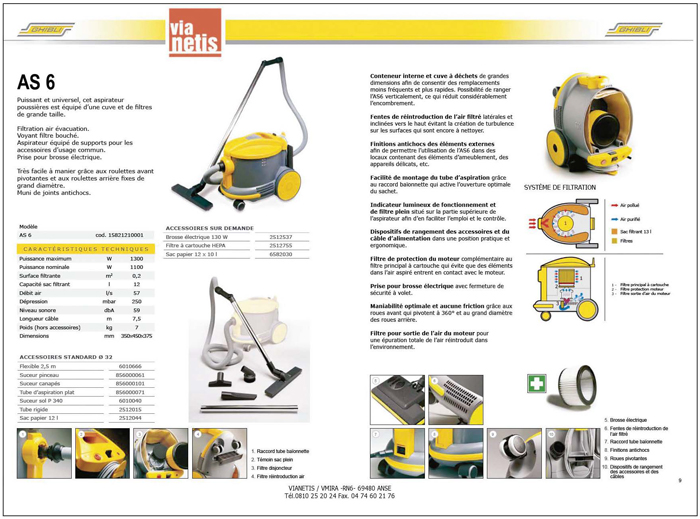 GHIBLI
via
netis
GHIBLI
AS 6
Puissant et universel, cet aspirateur
poussières est équipe d'une cuve et de filtres
de grande taille.
Filtration air évacuation.
Voyant filtre bouché.
Aspirateur équipé de supports pour les
accessoires d'usage commun.
Prise pour brosse électrique.
Très facile à manier grâce aux roulettes avant
pivotantes et aux roulettes arrière fixes de
grand diamètre.
Muni de joints antichocs.
Modèle
AS 6 cod. 15821210001
CARACTÉRISTIQUES TECHNIQUES
Puissance maximum W 1300
Puissance nominale W 1100
Surface filtrante m² 0,2
Capacité sac filtrant l 12
Débit air l/s 57
Dépression mbar 250
Niveau sonore dbA 59
Longueur câble m 7,5
Poids (hors accessoires) kg 7
Dimensions mm 350x450x375
ACCESSOIRES STANDARD Ø 32
Flexible 2,5 m 6010666
Suceur pinceau 856000061
Suceur canapés 856000101
Tube d'aspiration plat 856000071
Suceur sol P 340 6010040
Tube rigide 2512015
Sac papier 12 l 2512044
ACCESSOIRES SUR DEMANDE
Brosse électrique 130 W 2512537
Filtre à cartouche HEPA 2512755
Sac papier 12 x 10 l 6582030
1. Raccord tube baïonnette
2. Témoin sac plein
3. Filtre disjoncteur
4. Filtre réintroduction air
Conteneur interne et cuve à déchets de grandes
dimensions afin de consentir des remplacements
moins fréquents et plus rapides. Possibilité de ranger
l'AS6 verticalement, ce qui réduit considérablement
l'encombrement.
Fentes de réintroduction de l'air filtré latérales et
inclinées vers le haut évitant la création de turbulence
sur les surfaces qui sont encore à nettoyer.
Finitions antichocs des éléments externes
afin de permettre l'utilisation de l'AS6 dans des
locaux contenant des éléments d'ameublement, des
appareils délicats, etc.
Facilité de montage du tube d'aspiration grâce
au raccord baionnette qui active l'ouverture optimale
du sachet.
Indicateur lumineux de fonctionnement et
de filtre plein situé sur la partie supérieure de
l'aspirateur afin d'en faciliter l'emploi et le contrôle.
Dispositifs de rangement des accessoires et du
câble d'alimentation dans une position pratique et
ergonomique.
Filtre de protection du moteur complémentaire au
filtre principal à cartouche qui évite que des éléments
dans l'air aspiré entrent en contact avec le moteur.
Prise pour brosse électrique avec fermeture de
sécurité à volet.
Maniabilité optimale et aucune friction grâce aux
roues avant qui pivotent à 360° et au grand diamètre
des roues arrière.
Filtre pour sortie de l'air du moteur pour
une épuration totale de l'air réintroduit dans
l'environnement.
SYSTÈME DE FILTRATION
Air pollué
Air purifié
Sac filtrant 13 l
Filtres
1 - Filtre principal à cartouche
2 - Filtre protection moteur
3 - Filtre sortie d'air du moteur
5. Brosse électrique
6. Fentes de réintroduction de
l'air filtré
7. Raccord tube baïonnette
8. Finitions antichocs
9. Roues pivotantes
10. Dispositifs de rangement
des accessoires et des
câbles
VIANETIS / VMIRA -RN6- 69480 ANSE
Tél.0810 25 20 24 Fax. 04 74 60 21 76
9